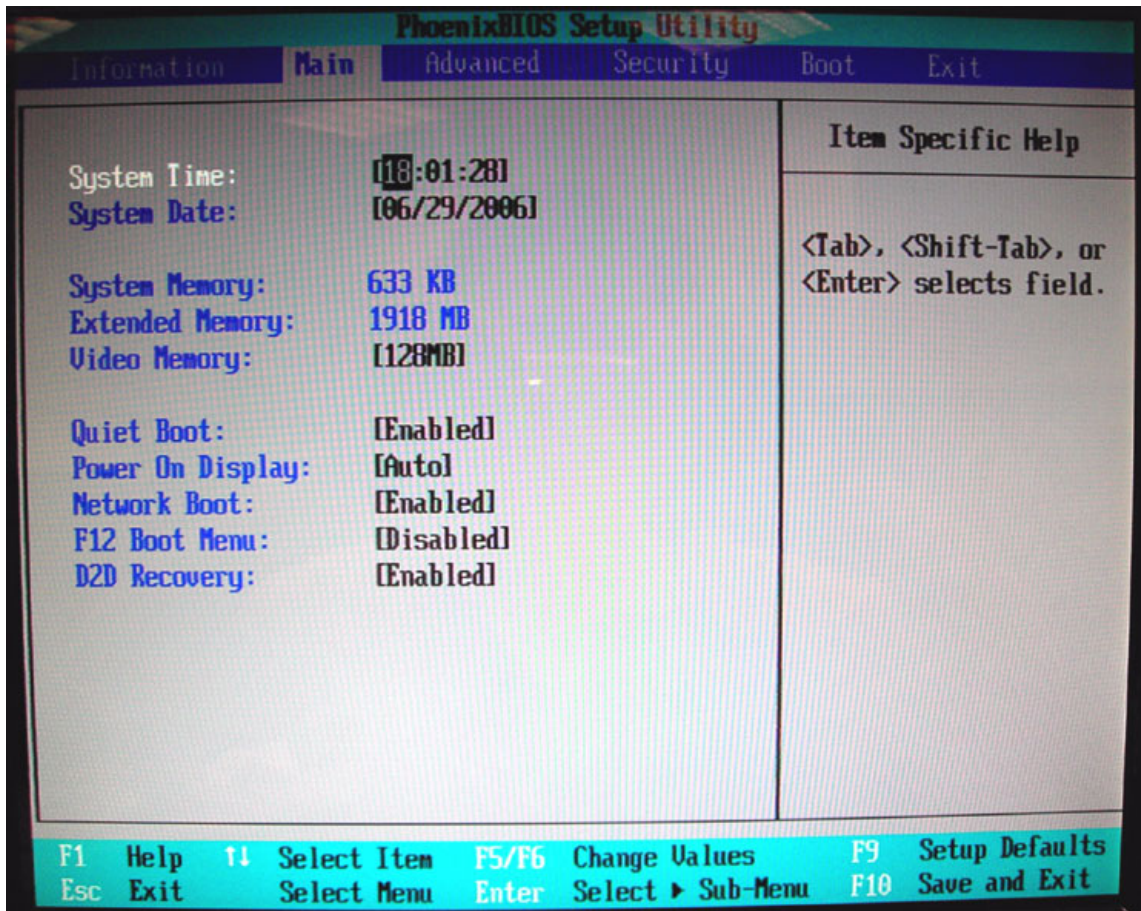 PhoenixBIOS Setup Utility
Information Main Advanced Security Boot Exit
Item Specific Help
System Time: [18:01:28]
System Date: [06/29/2006]
<Tab>, <Shift-Tab>, or
<Enter> selects field.
System Memory: 633 KB
Extended Memory: 1918 MB
Video Memory: [128MB]
Quiet Boot: [Enabled]
Power On Display: [Auto]
Network Boot: [Enabled]
F12 Boot Menu: [Disabled]
D2D Recovery: [Enabled]
F1 Help ↑↓ Select Item F5/F6 Change Values F9 Setup Defaults
Esc Exit Select Menu Enter Select ▶ Sub-Menu F10 Save and Exit